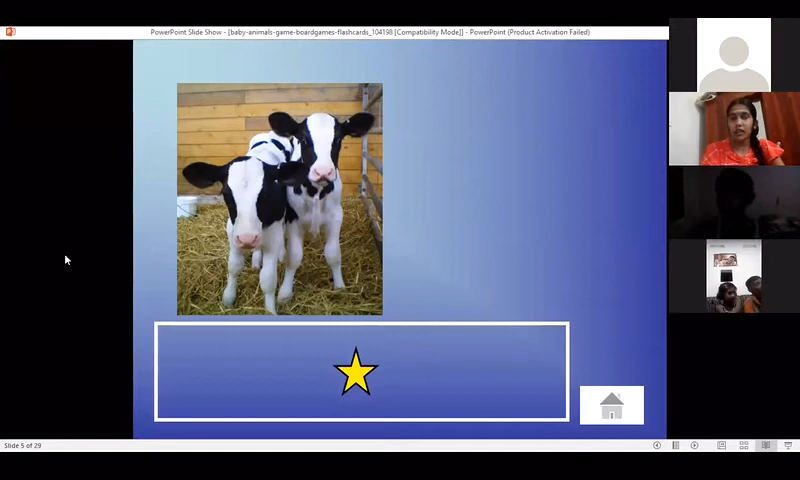 PowerPoint Slide Show - [baby-animals-game-boardgames-flashcards_104198 [Compatibility Mode]] - PowerPoint (Product Activation Failed)
Slide 5 of 29